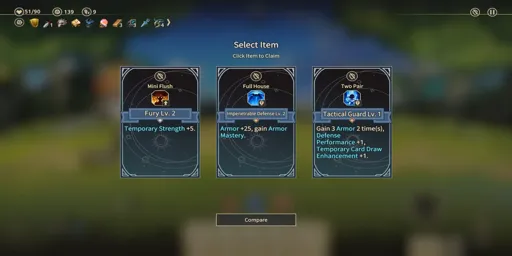 51/90
139
9
Select Item
Click Item to Claim
Mini Flush
Fury Lv. 2
Temporary Strength +5.
Full House
Impenetrable Defense Lv. 2
Armor +25, gain Armor
Mastery.
Two Pair
Tactical Guard Lv. 1
Gain 3 Armor 2 time(s),
Defense
Performance +1,
Temporary Card Draw
Enhancement +1.
Compare